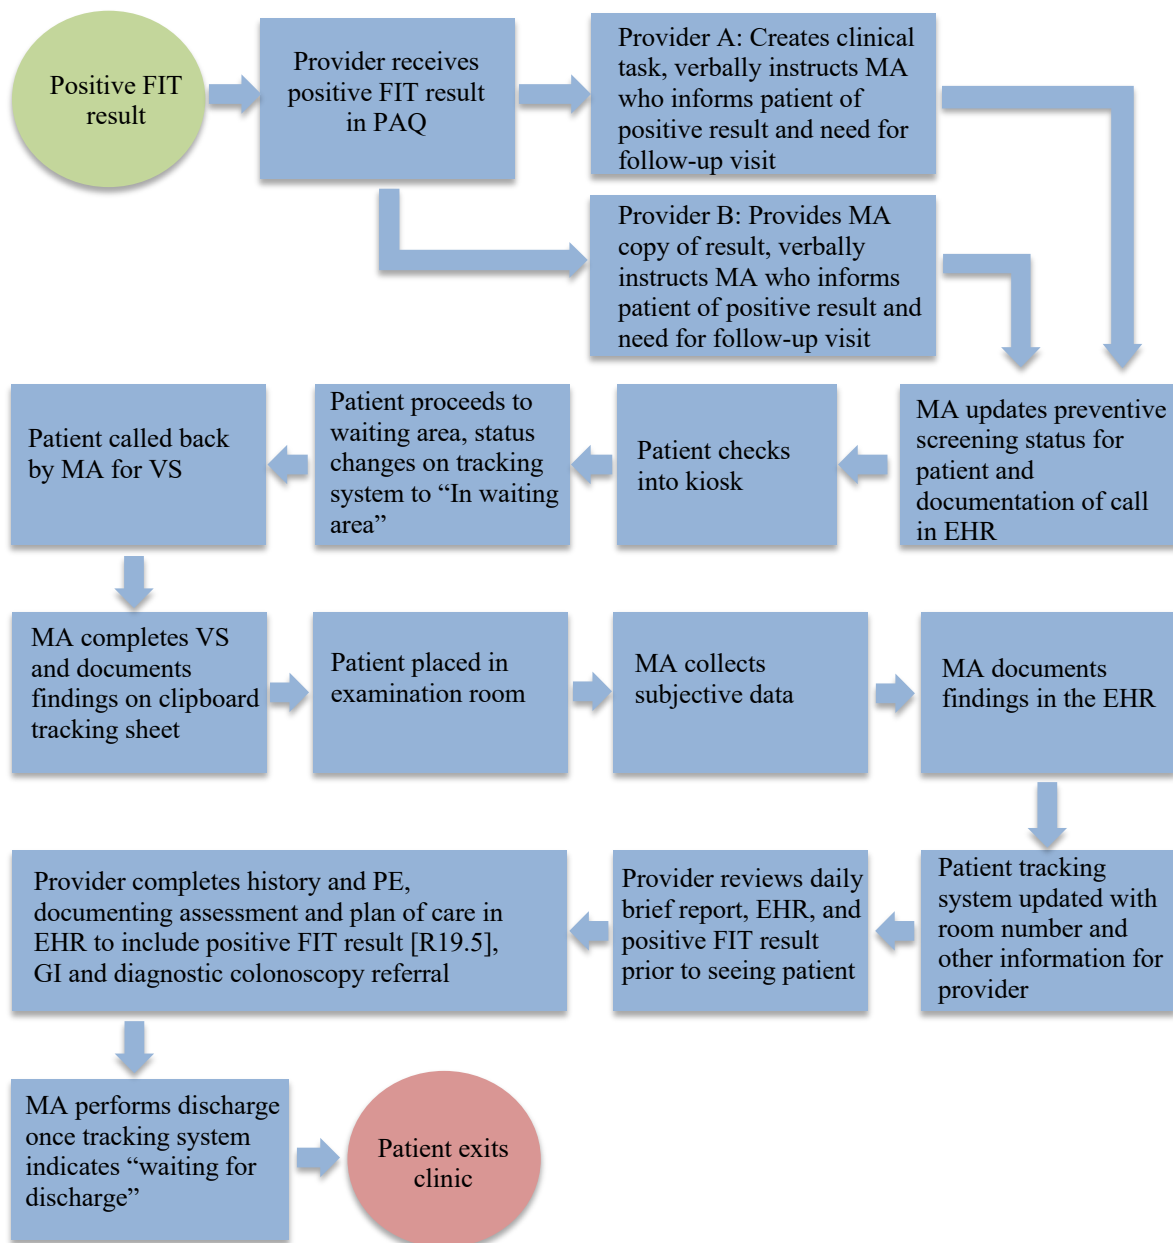 Positive FIT
result
Provider receives
positive FIT result
in PAQ
Provider A: Creates clinical
task, verbally instructs MA
who informs patient of
positive result and need for
follow-up visit
Provider B: Provides MA
copy of result, verbally
instructs MA who informs
patient of positive result and
need for follow-up visit
MA updates preventive
screening status for
patient and
documentation of call
in EHR
Patient checks
into kiosk
Patient proceeds to
waiting area, status
changes on tracking
system to “In waiting
area”
Patient called back
by MA for VS
MA completes VS
and documents
findings on clipboard
tracking sheet
Patient placed in
examination room
MA collects
subjective data
MA documents
findings in the EHR
Patient tracking
system updated with
room number and
other information for
provider
Provider reviews daily
brief report, EHR, and
positive FIT result
prior to seeing patient
Provider completes history and PE,
documenting assessment and plan of care in
EHR to include positive FIT result [R19.5],
GI and diagnostic colonoscopy referral
MA performs discharge
once tracking system
indicates “waiting for
discharge”
Patient exits
clinic